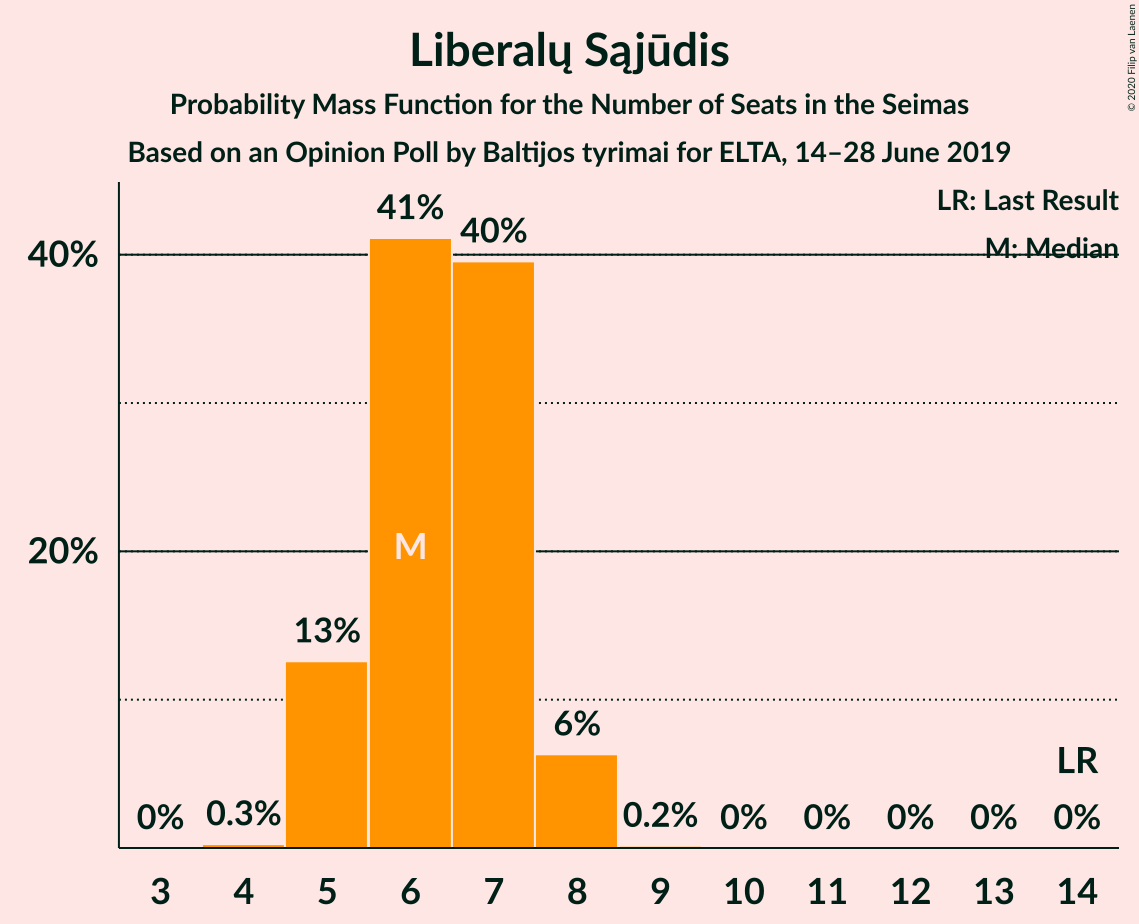 Liberalų Sąjūdis
Probability Mass Function for the Number of Seats in the Seimas
Based on an Opinion Poll by Baltijos tyrimai for ELTA, 14–28 June 2019
© 2020 Filip van Laenen
LR: Last Result
M: Median
40%
20%
0%
0.3%
13%
41%
40%
6%
0.2%
0%
0%
0%
0%
0%
M
LR
3 4 5 6 7 8 9 10 11 12 13 14